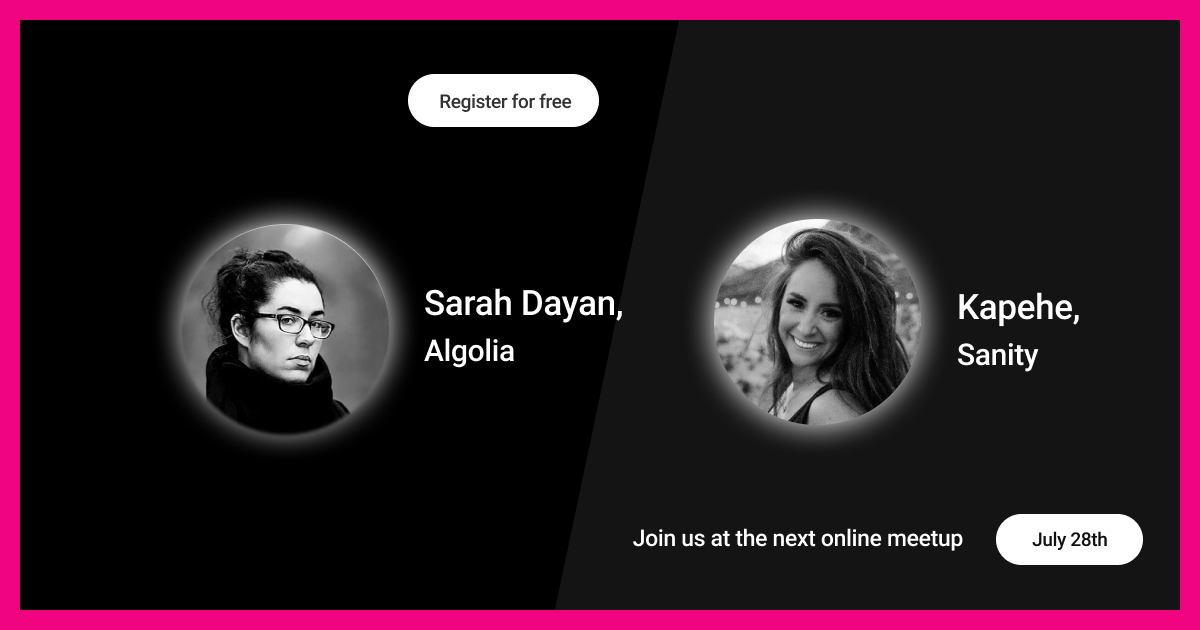 Register for free
Sarah Dayan,
Algolia
Kapehe,
Sanity
Join us at the next online meetup
July 28th